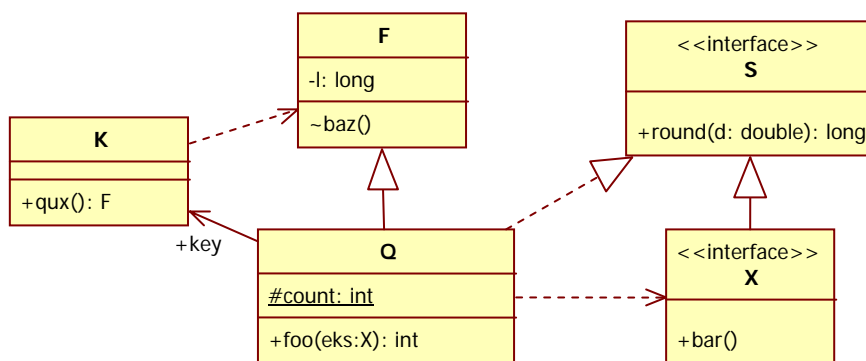 F
-l: long
~baz()
<<interface>>
S
+round(d: double): long
K
+qux(): F
+key
Q
#count: int
+foo(eks:X): int
<<interface>>
X
+bar()